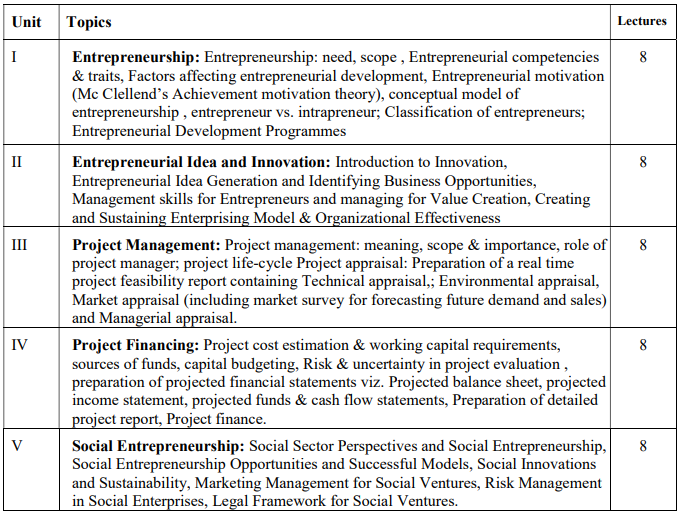 Unit Topics Lectures
I Entrepreneurship: Entrepreneurship: need, scope , Entrepreneurial competencies 8
& traits, Factors affecting entrepreneurial development, Entrepreneurial motivation
(Mc Clellend's Achievement motivation theory), conceptual model of
entrepreneurship , entrepreneur vs. intrapreneur; Classification of entrepreneurs;
Entrepreneurial Development Programmes
II Entrepreneurial Idea and Innovation: Introduction to Innovation, 8
Entrepreneurial Idea Generation and Identifying Business Opportunities,
Management skills for Entrepreneurs and managing for Value Creation, Creating
and Sustaining Enterprising Model & Organizational Effectiveness
III Project Management: Project management: meaning, scope & importance, role of 8
project manager; project life-cycle Project appraisal: Preparation of a real time
project feasibility report containing Technical appraisal,; Environmental appraisal,
Market appraisal (including market survey for forecasting future demand and sales)
and Managerial appraisal.
IV Project Financing: Project cost estimation & working capital requirements, 8
sources of funds, capital budgeting, Risk & uncertainty in project evaluation ,
preparation of projected financial statements viz. Projected balance sheet, projected
income statement, projected funds & cash flow statements, Preparation of detailed
project report, Project finance.
V Social Entrepreneurship: Social Sector Perspectives and Social Entrepreneurship, 8
Social Entrepreneurship Opportunities and Successful Models, Social Innovations
and Sustainability, Marketing Management for Social Ventures, Risk Management
in Social Enterprises, Legal Framework for Social Ventures.